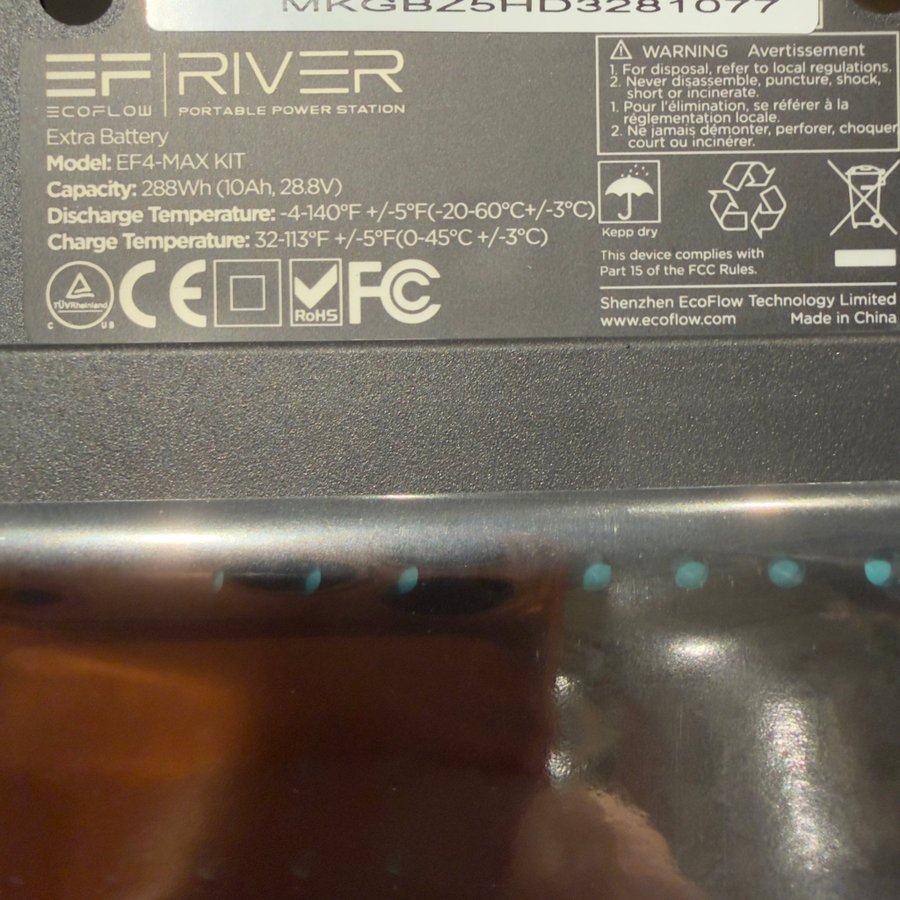 MKGBZ5HD3281077
EF RIVER
ECOFLOW PORTABLE POWER STATION
Extra Battery
Model: EF4-MAX KIT
Capacity: 288Wh (10Ah, 28.8V)
Discharge Temperature: -4-140°F +/-5°F(-20-60°C+/-3°C)
Charge Temperature: 32-113°F +/-5°F(0-45°C +/-3°C)
TÜVRheinland
C US
CE
RoHS
FC
WARNING Avertissement
1. For disposal, refer to local regulations.
2. Never disassemble, puncture, shock,
short or incinerate.
1. Pour l'élimination, se référer à la
réglementation locale.
2. Ne jamais démonter, perforer, choquer
court ou incinérer.
Kepp dry
This device complies with
Part 15 of the FCC Rules.
Shenzhen EcoFlow Technology Limited
www.ecoflow.com Made in China